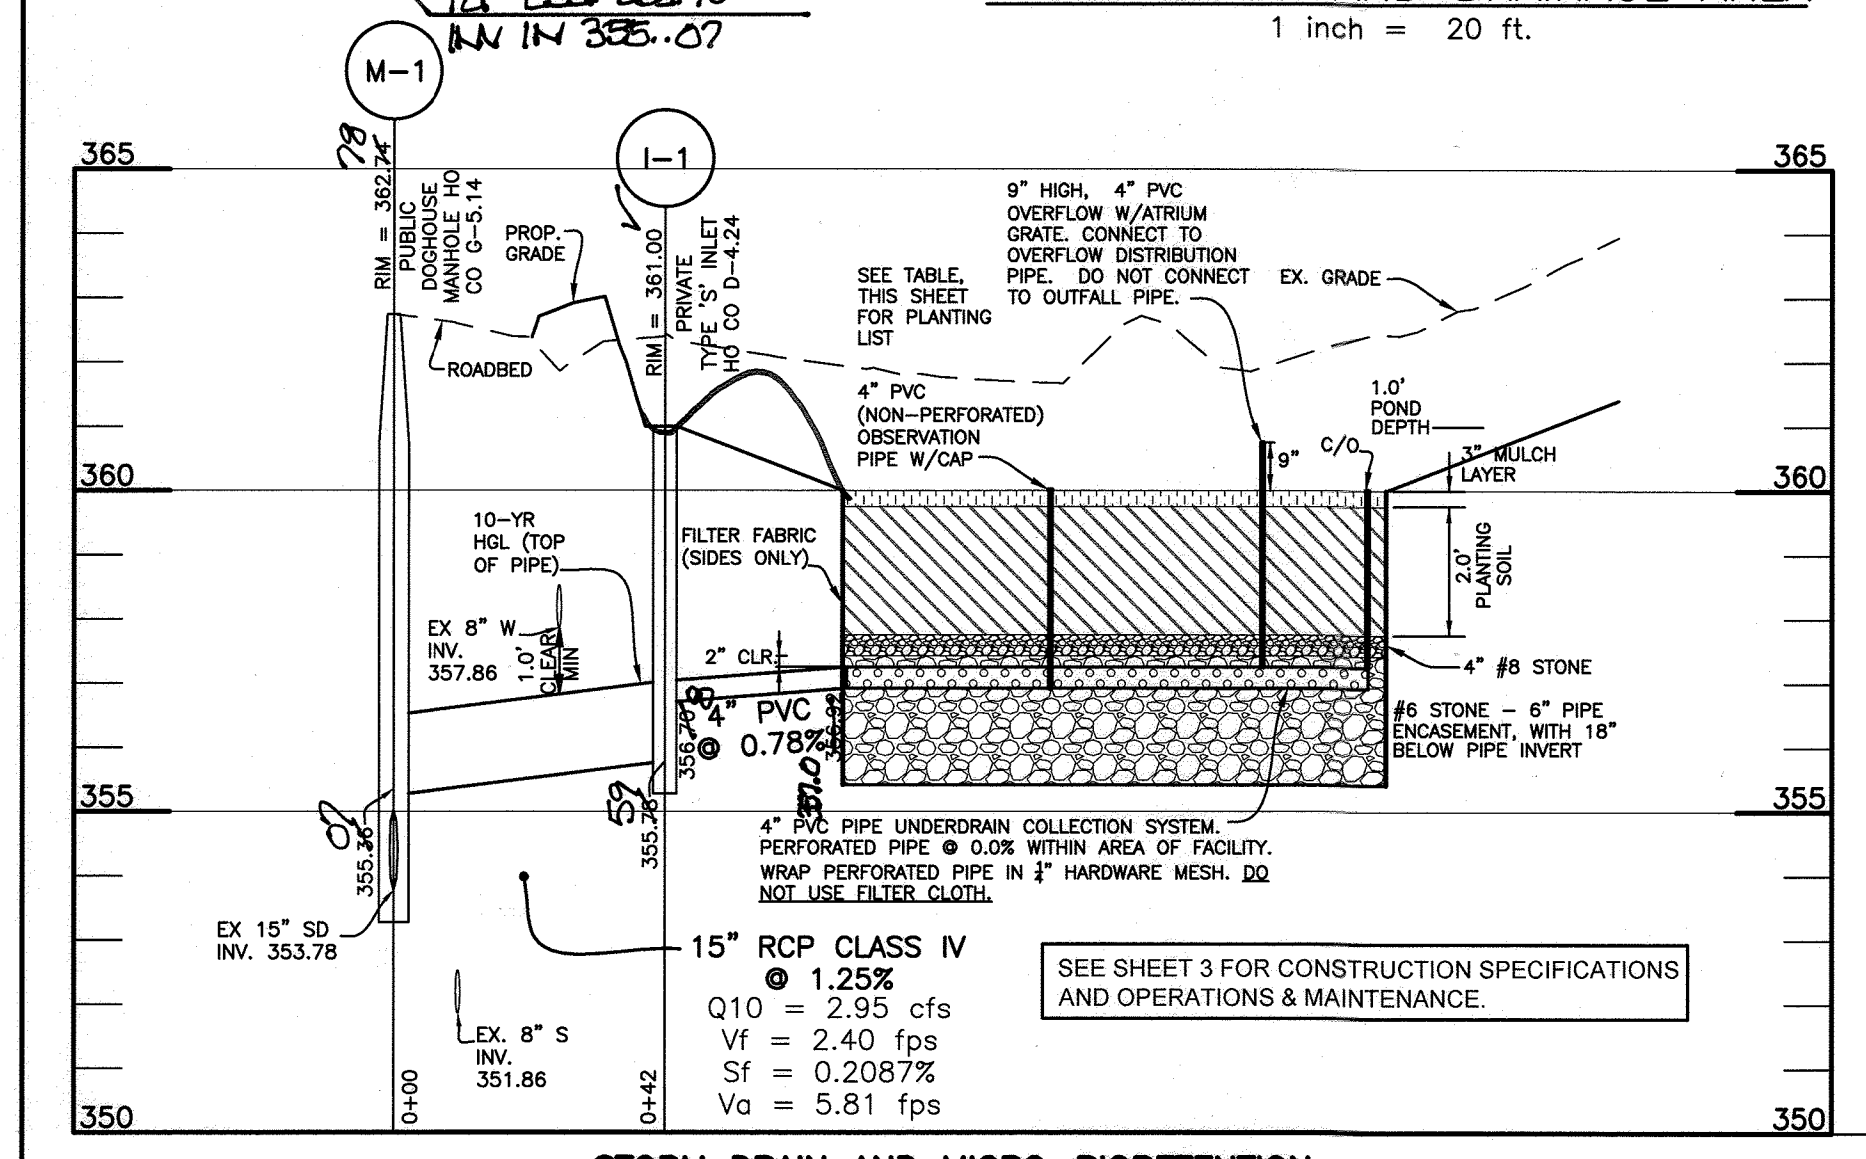 INV IN 355..07
1 inch = 20 ft.
M-1
I-1
365
365
78
RIM = 362.74
PUBLIC
DOGHOUSE
MANHOLE HO
CO G-5.14
PROP.
GRADE
ROADBED
RIM = 361.00
PRIVATE
TYPE 'S' INLET
HO CO D-4.24
9" HIGH, 4" PVC
OVERFLOW W/ATRIUM
GRATE. CONNECT TO
OVERFLOW DISTRIBUTION
PIPE. DO NOT CONNECT
TO OUTFALL PIPE.
SEE TABLE,
THIS SHEET
FOR PLANTING
LIST
EX. GRADE
4" PVC
(NON-PERFORATED)
OBSERVATION
PIPE W/CAP
1.0'
POND
DEPTH
C/O
9"
3" MULCH
LAYER
360
360
10-YR
HGL (TOP
OF PIPE)
FILTER FABRIC
(SIDES ONLY)
2.0'
PLANTING
SOIL
EX 8" W
INV.
357.86
1.0'
CLEAR
MIN
2" CLR.
4" #8 STONE
#6 STONE - 6" PIPE
ENCASEMENT, WITH 18"
BELOW PIPE INVERT
4" PVC
@ 0.78%
356.70
8
356.99
357.0
355
355
07
355.36
59
355.78
4" PVC PIPE UNDERDRAIN COLLECTION SYSTEM.
PERFORATED PIPE @ 0.0% WITHIN AREA OF FACILITY.
WRAP PERFORATED PIPE IN ¼" HARDWARE MESH. DO
NOT USE FILTER CLOTH.
EX 15" SD
INV. 353.78
15" RCP CLASS IV
@ 1.25%
Q10 = 2.95 cfs
Vf = 2.40 fps
Sf = 0.2087%
Va = 5.81 fps
SEE SHEET 3 FOR CONSTRUCTION SPECIFICATIONS
AND OPERATIONS & MAINTENANCE.
EX. 8" S
INV.
351.86
0+00
0+42
350
350